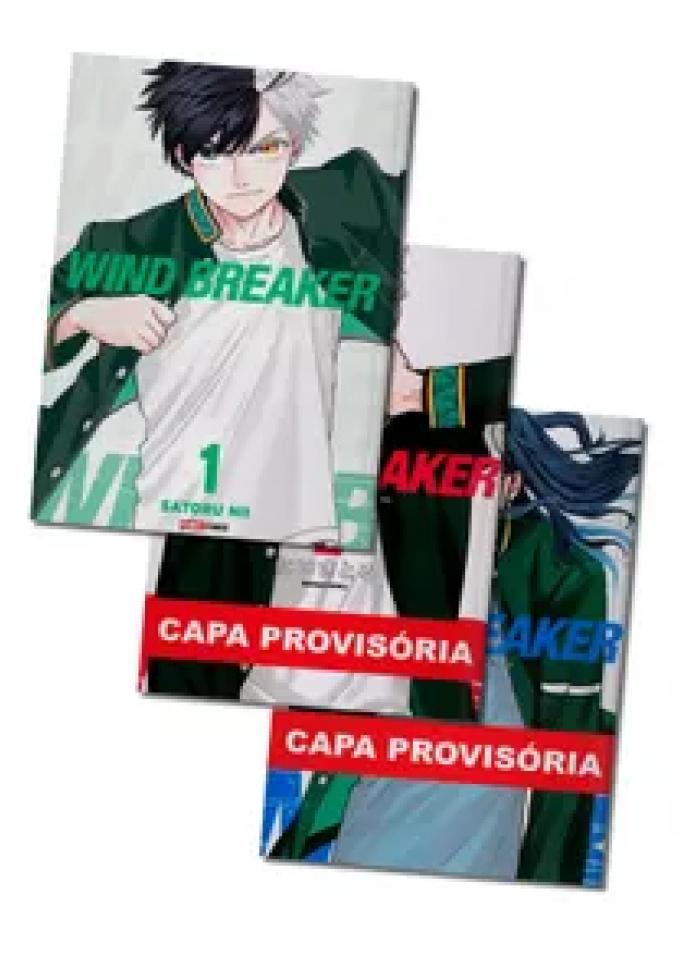 WIND BREAKER
1
SATORU NII
AKER
CAPA PROVISÓRIA
EAKER
CAPA PROVISÓRIA